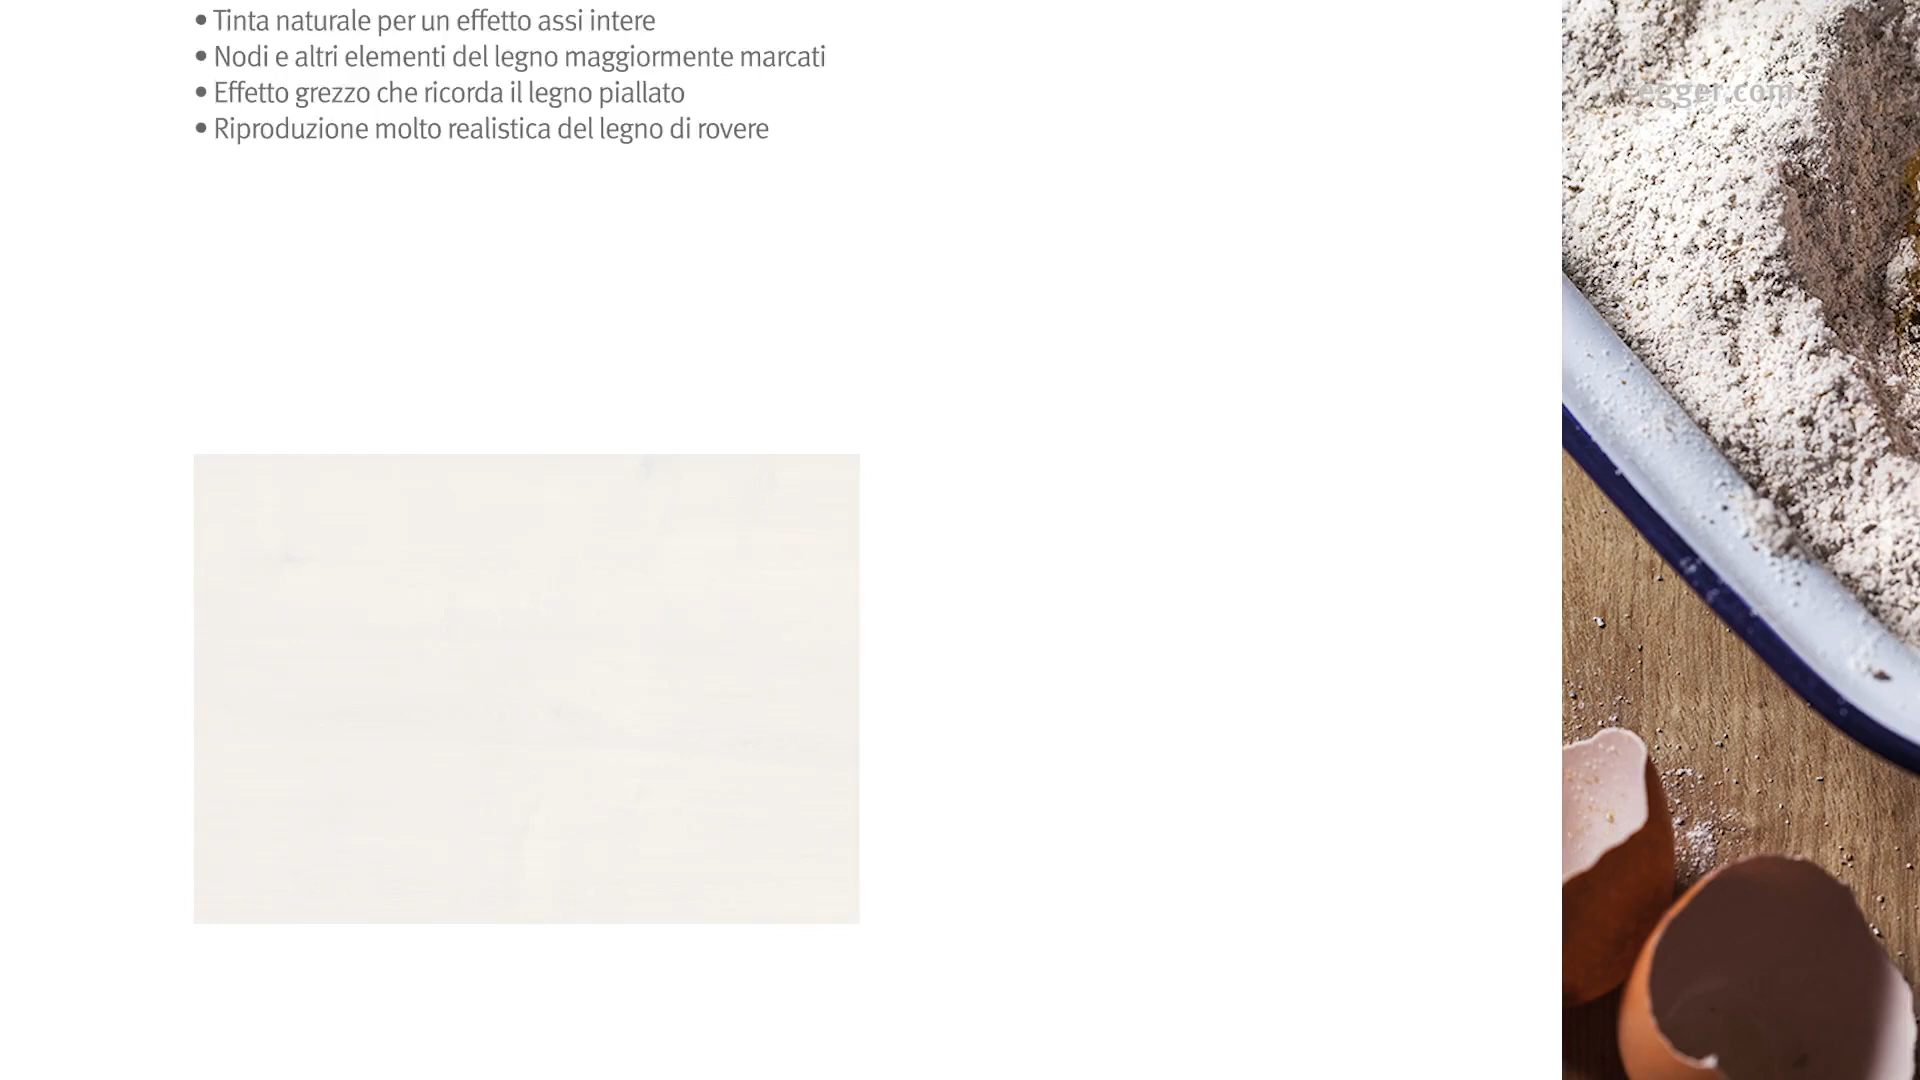 • Tinta naturale per un effetto assi intere
• Nodi e altri elementi del legno maggiormente marcati
• Effetto grezzo che ricorda il legno piallato
• Riproduzione molto realistica del legno di rovere
egger.com